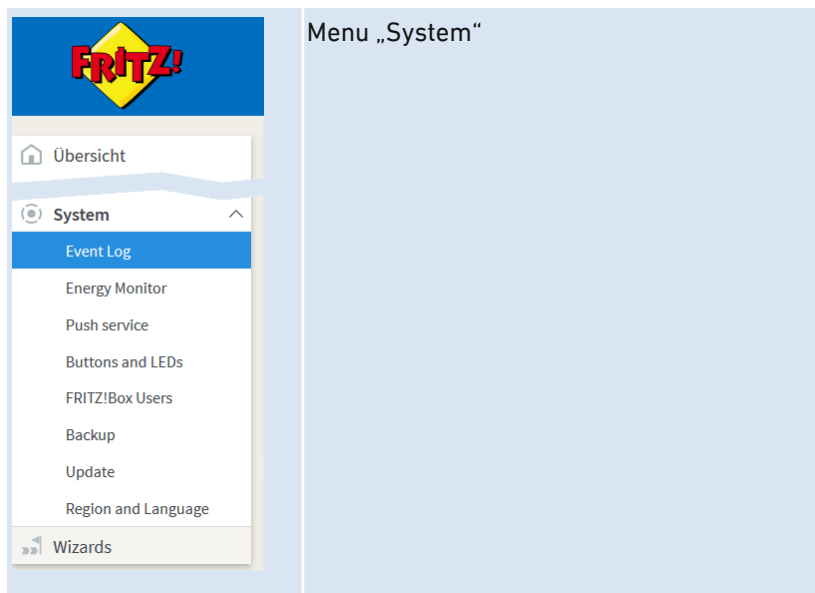 FRITZ!
Menu „System“
Übersicht
System
Event Log
Energy Monitor
Push service
Buttons and LEDs
FRITZ!Box Users
Backup
Update
Region and Language
Wizards